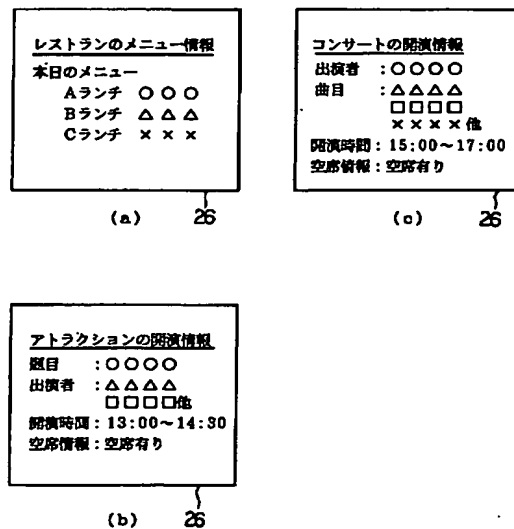 レストランのメニュー情報
本日のメニュー
Aランチ ○ ○ ○
Bランチ △ △ △
Cランチ × × ×
(a) 26
コンサートの開演情報
出演者 :○○○○
曲目 :△△△△
□□□□
××××他
開演時間:15:00~17:00
空席情報:空席有り
(c) 26
アトラクションの開演情報
題目 :○○○○
出演者 :△△△△
□□□□他
開演時間:13:00~14:30
空席情報:空席有り
(b) 26